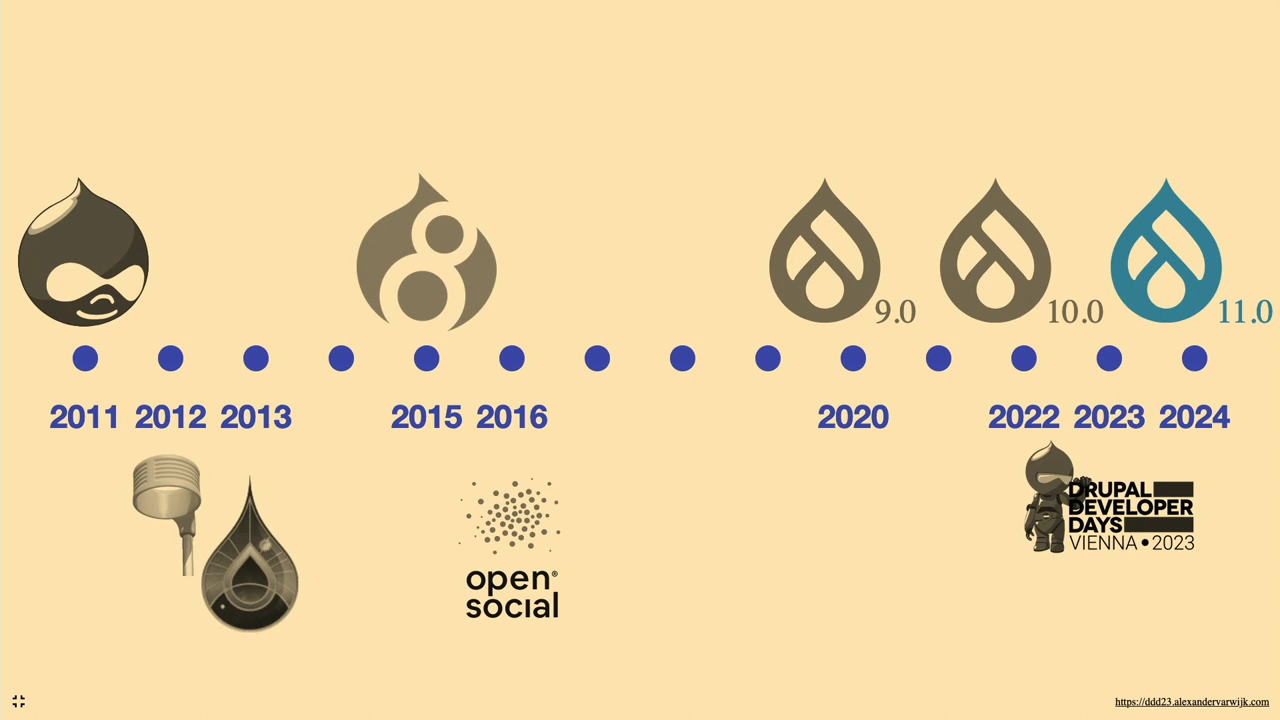 8
9.0
10.0
11.0
2011 2012 2013 2015 2016 2020 2022 2023 2024
open®
social
DRUPAL
DEVELOPER
DAYS
VIENNA • 2023
https://ddd23.alexandervarwijk.com